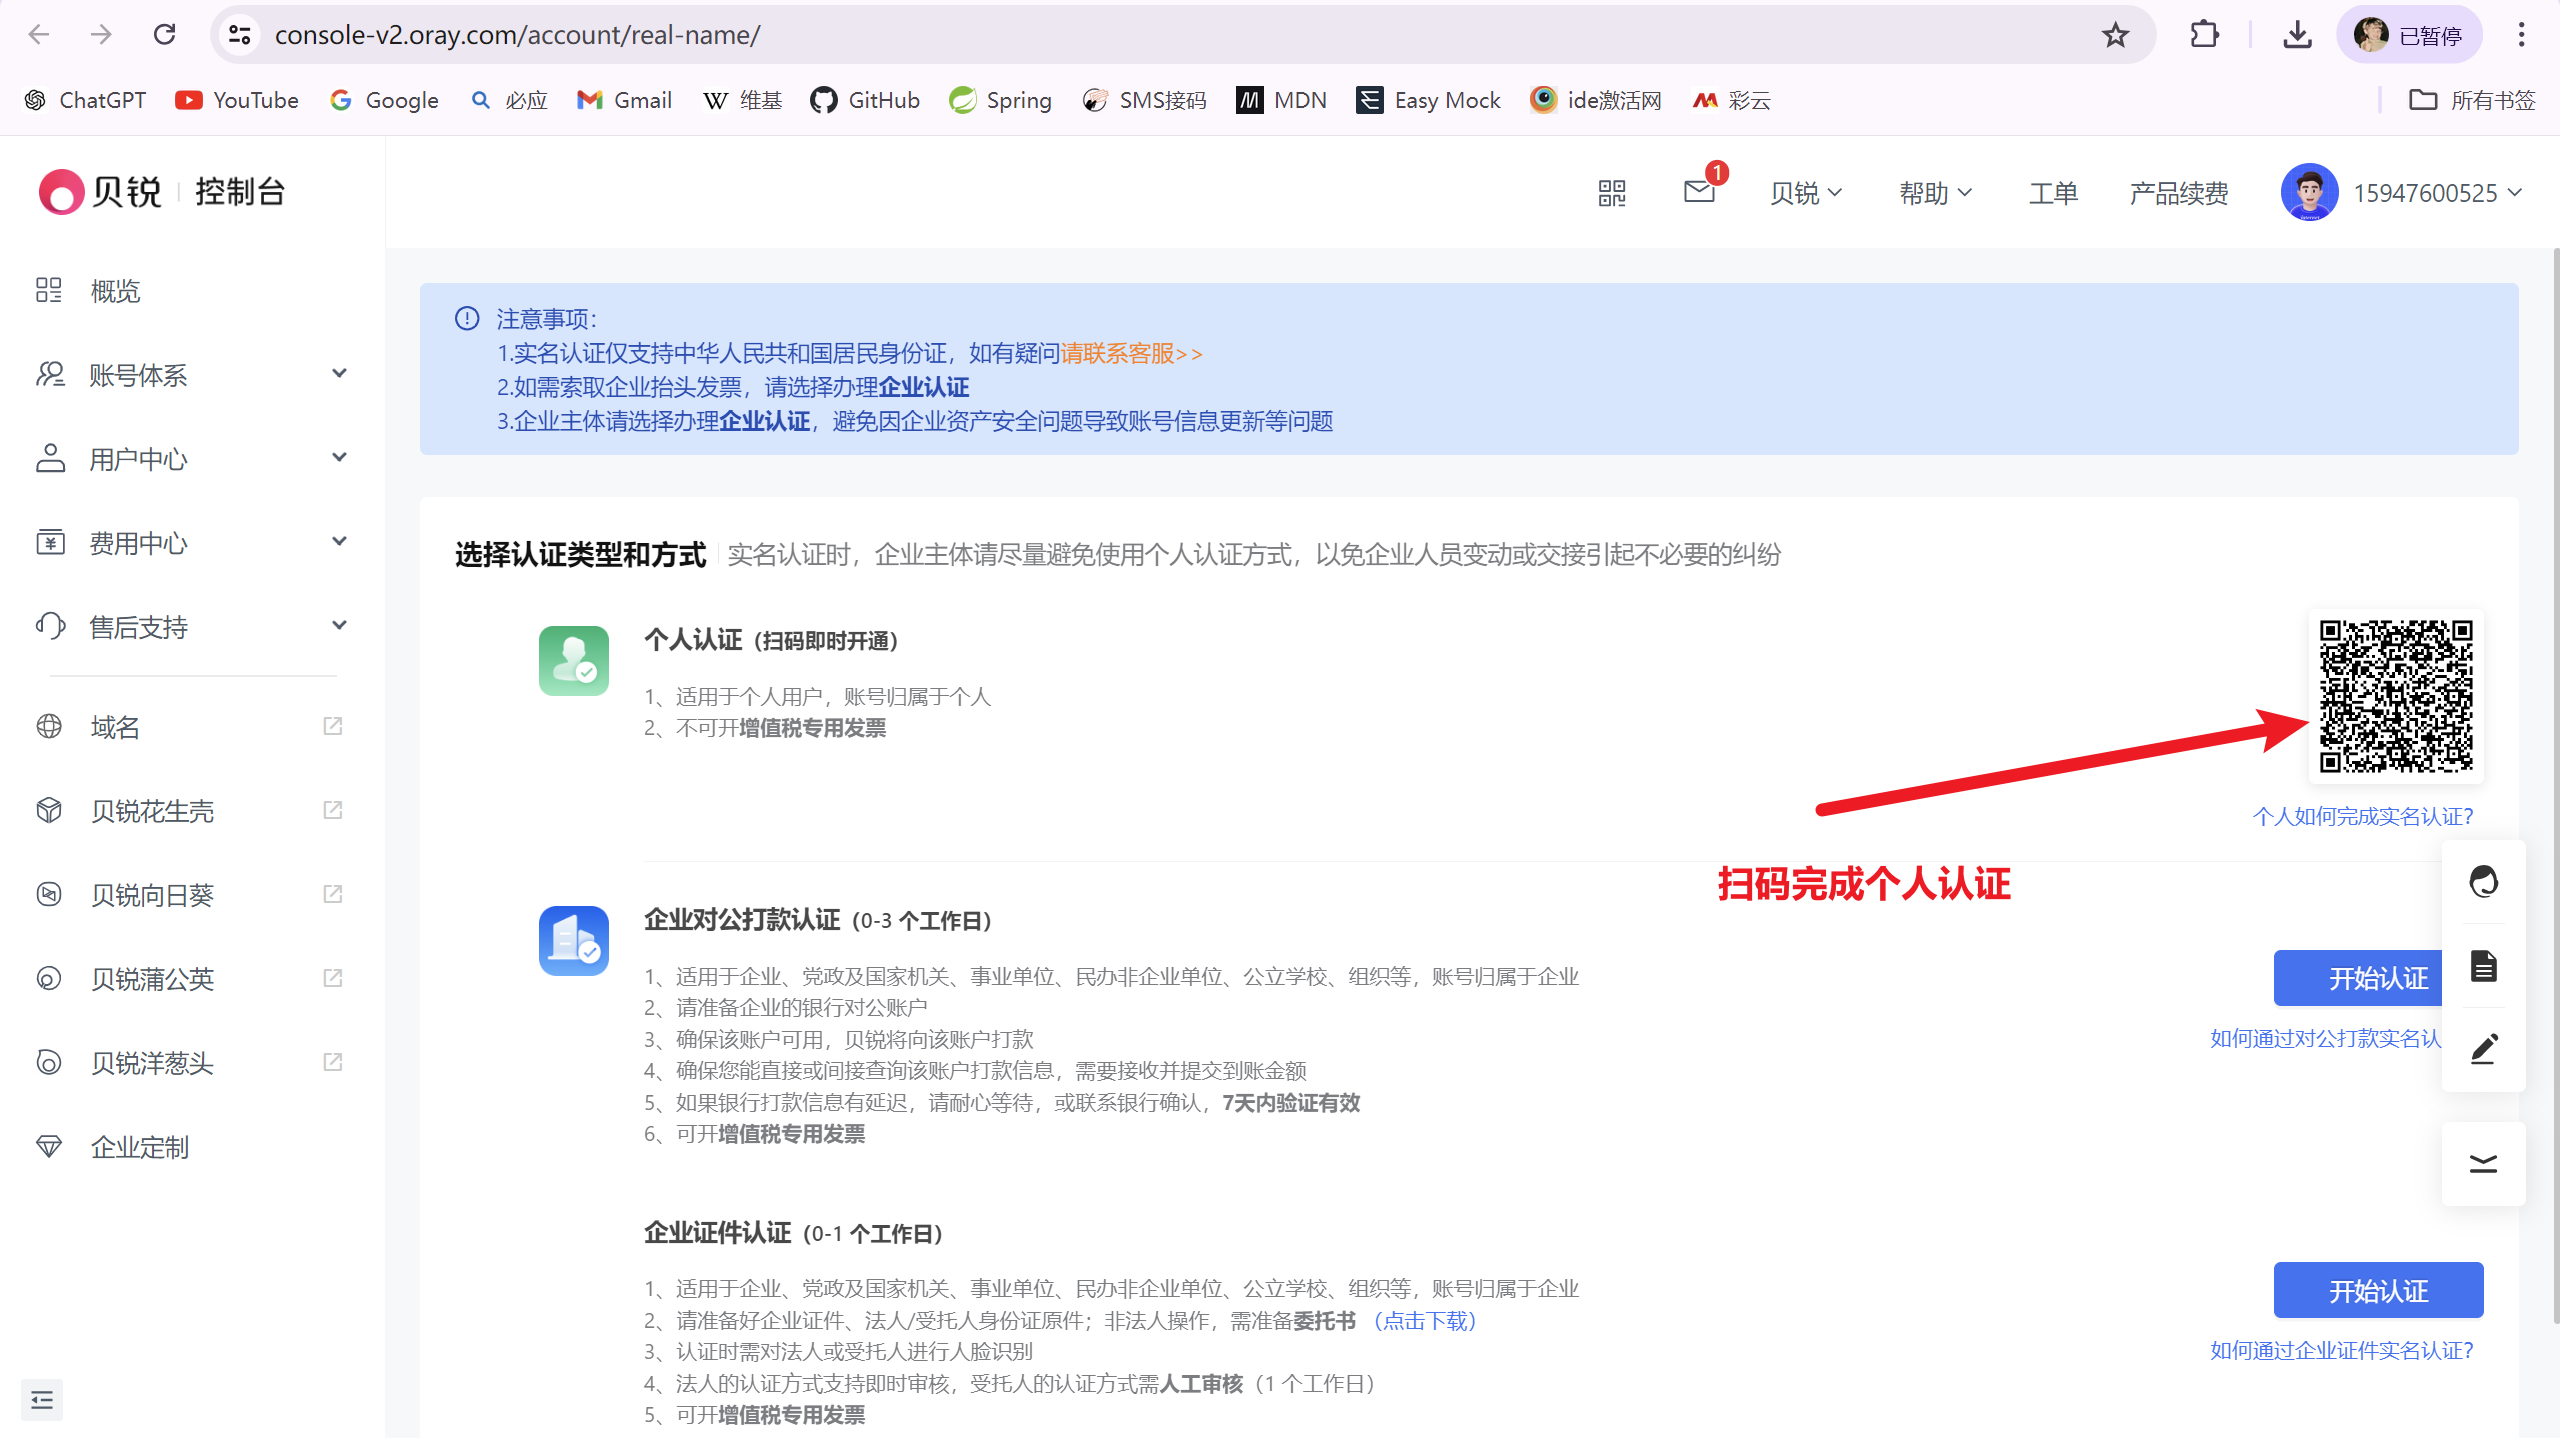 console-v2.oray.com/account/real-name/
已暂停
ChatGPT
YouTube
Google
必应
Gmail
W 维基
GitHub
Spring
SMS接码
MDN
Easy Mock
ide激活网
彩云
所有书签
贝锐 控制台
1
贝锐
帮助
工单
产品续费
15947600525
概览
账号体系
用户中心
费用中心
售后支持
域名
贝锐花生壳
贝锐向日葵
贝锐蒲公英
贝锐洋葱头
企业定制
注意事项：
1.实名认证仅支持中华人民共和国居民身份证，如有疑问请联系客服>>
2.如需索取企业抬头发票，请选择办理企业认证
3.企业主体请选择办理企业认证，避免因企业资产安全问题导致账号信息更新等问题
选择认证类型和方式 实名认证时，企业主体请尽量避免使用个人认证方式，以免企业人员变动或交接引起不必要的纠纷
个人认证（扫码即时开通）
1、适用于个人用户，账号归属于个人
2、不可开增值税专用发票
个人如何完成实名认证？
扫码完成个人认证
企业对公打款认证（0-3 个工作日）
1、适用于企业、党政及国家机关、事业单位、民办非企业单位、公立学校、组织等，账号归属于企业
2、请准备企业的银行对公账户
3、确保该账户可用，贝锐将向该账户打款
4、确保您能直接或间接查询该账户打款信息，需要接收并提交到账金额
5、如果银行打款信息有延迟，请耐心等待，或联系银行确认，7天内验证有效
6、可开增值税专用发票
开始认证
如何通过对公打款实名认
企业证件认证（0-1 个工作日）
1、适用于企业、党政及国家机关、事业单位、民办非企业单位、公立学校、组织等，账号归属于企业
2、请准备好企业证件、法人/受托人身份证原件；非法人操作，需准备委托书 （点击下载）
3、认证时需对法人或受托人进行人脸识别
4、法人的认证方式支持即时审核，受托人的认证方式需人工审核（1 个工作日）
5、可开增值税专用发票
开始认证
如何通过企业证件实名认证？